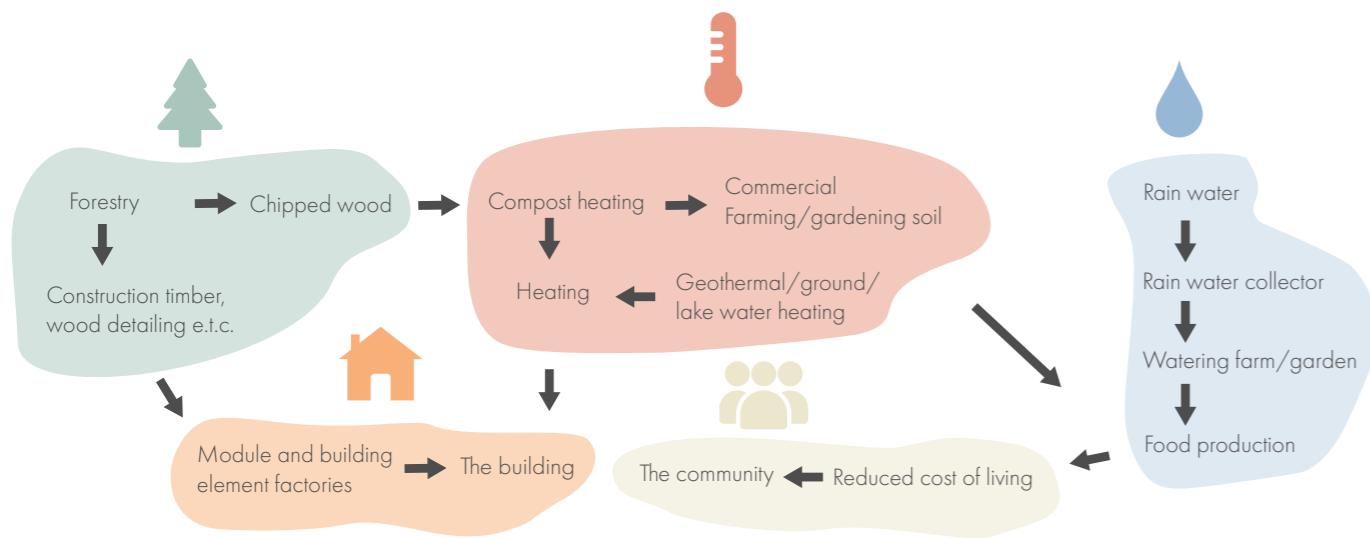 Forestry
Chipped wood
Construction timber,
wood detailing e.t.c.
Compost heating
Commercial
Farming/gardening soil
Heating
Geothermal/ground/
lake water heating
Rain water
Rain water collector
Watering farm/garden
Food production
Module and building
element factories
The building
The community
Reduced cost of living